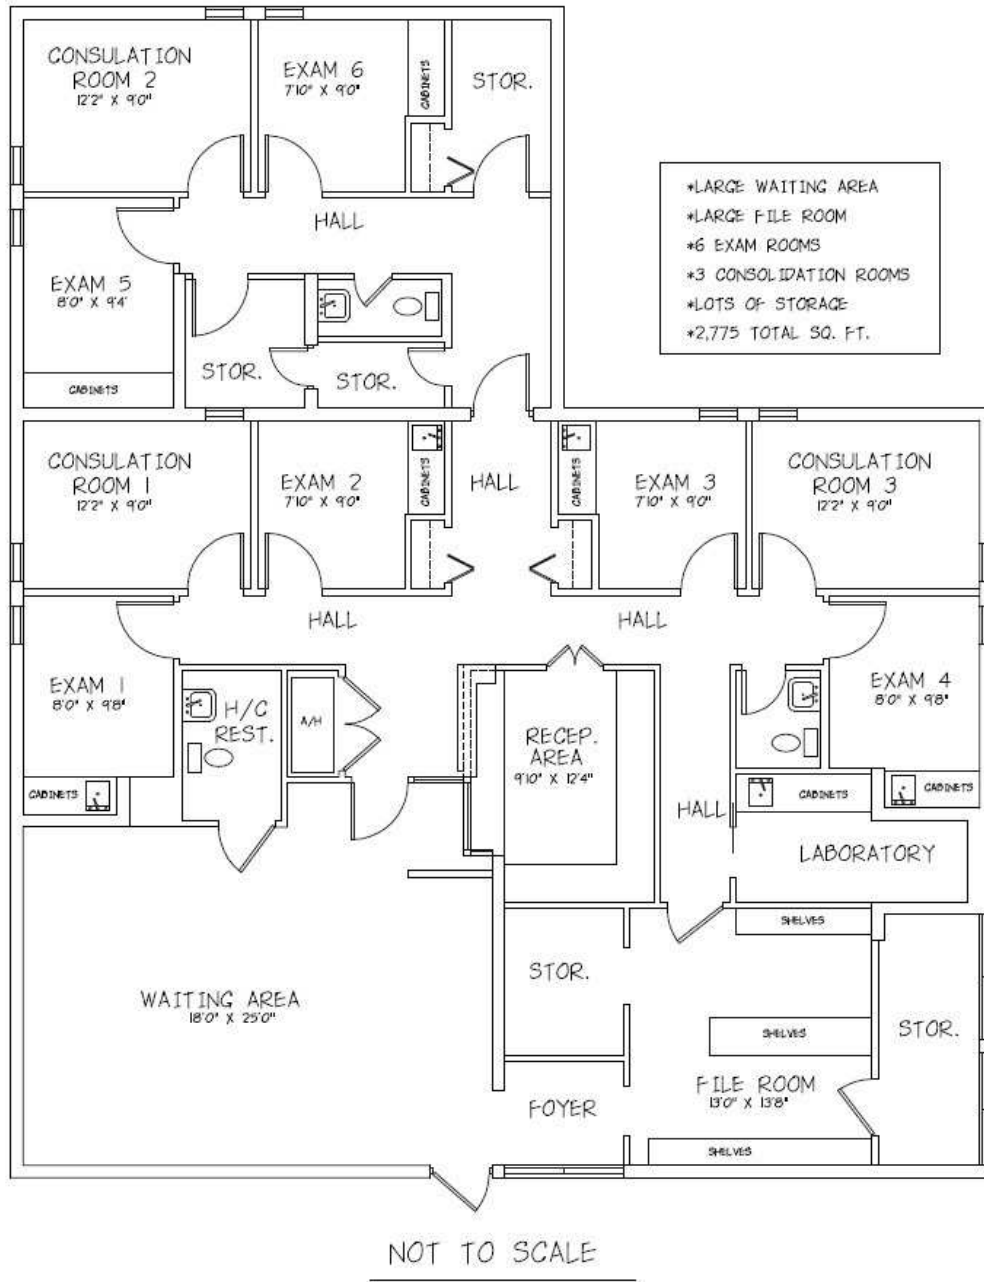 CONSULATION
ROOM 2
12'2" X 9'0"
EXAM 6
7'10" X 9'0"
CABINETS
STOR.
*LARGE WAITING AREA
*LARGE FILE ROOM
*6 EXAM ROOMS
*3 CONSOLIDATION ROOMS
*LOTS OF STORAGE
*2,775 TOTAL SQ. FT.
HALL
EXAM 5
8'0" X 9'4'
CABINETS
STOR.
STOR.
CONSULATION
ROOM 1
12'2" X 9'0"
EXAM 2
7'10" X 9'0"
CABINETS
HALL
CABINETS
EXAM 3
7'10" X 9'0"
CONSULATION
ROOM 3
12'2" X 9'0"
HALL
HALL
EXAM 1
8'0" X 9'8"
CABINETS
H/C
REST.
A/H
RECEP.
AREA
9'10" X 12'4"
EXAM 4
8'0" X 9'8"
HALL
CABINETS
CABINETS
LABORATORY
SHELVES
WAITING AREA
18'0" X 25'0"
STOR.
SHELVES
STOR.
FOYER
FILE ROOM
13'0" X 13'8"
SHELVES
NOT TO SCALE